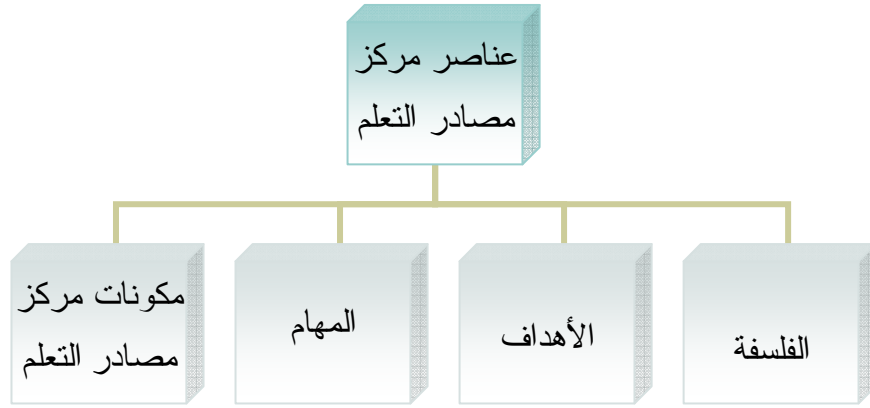 عناصر مركز
مصادر التعلم
الفلسفة
الأهداف
المهام
مكونات مركز
مصادر التعلم